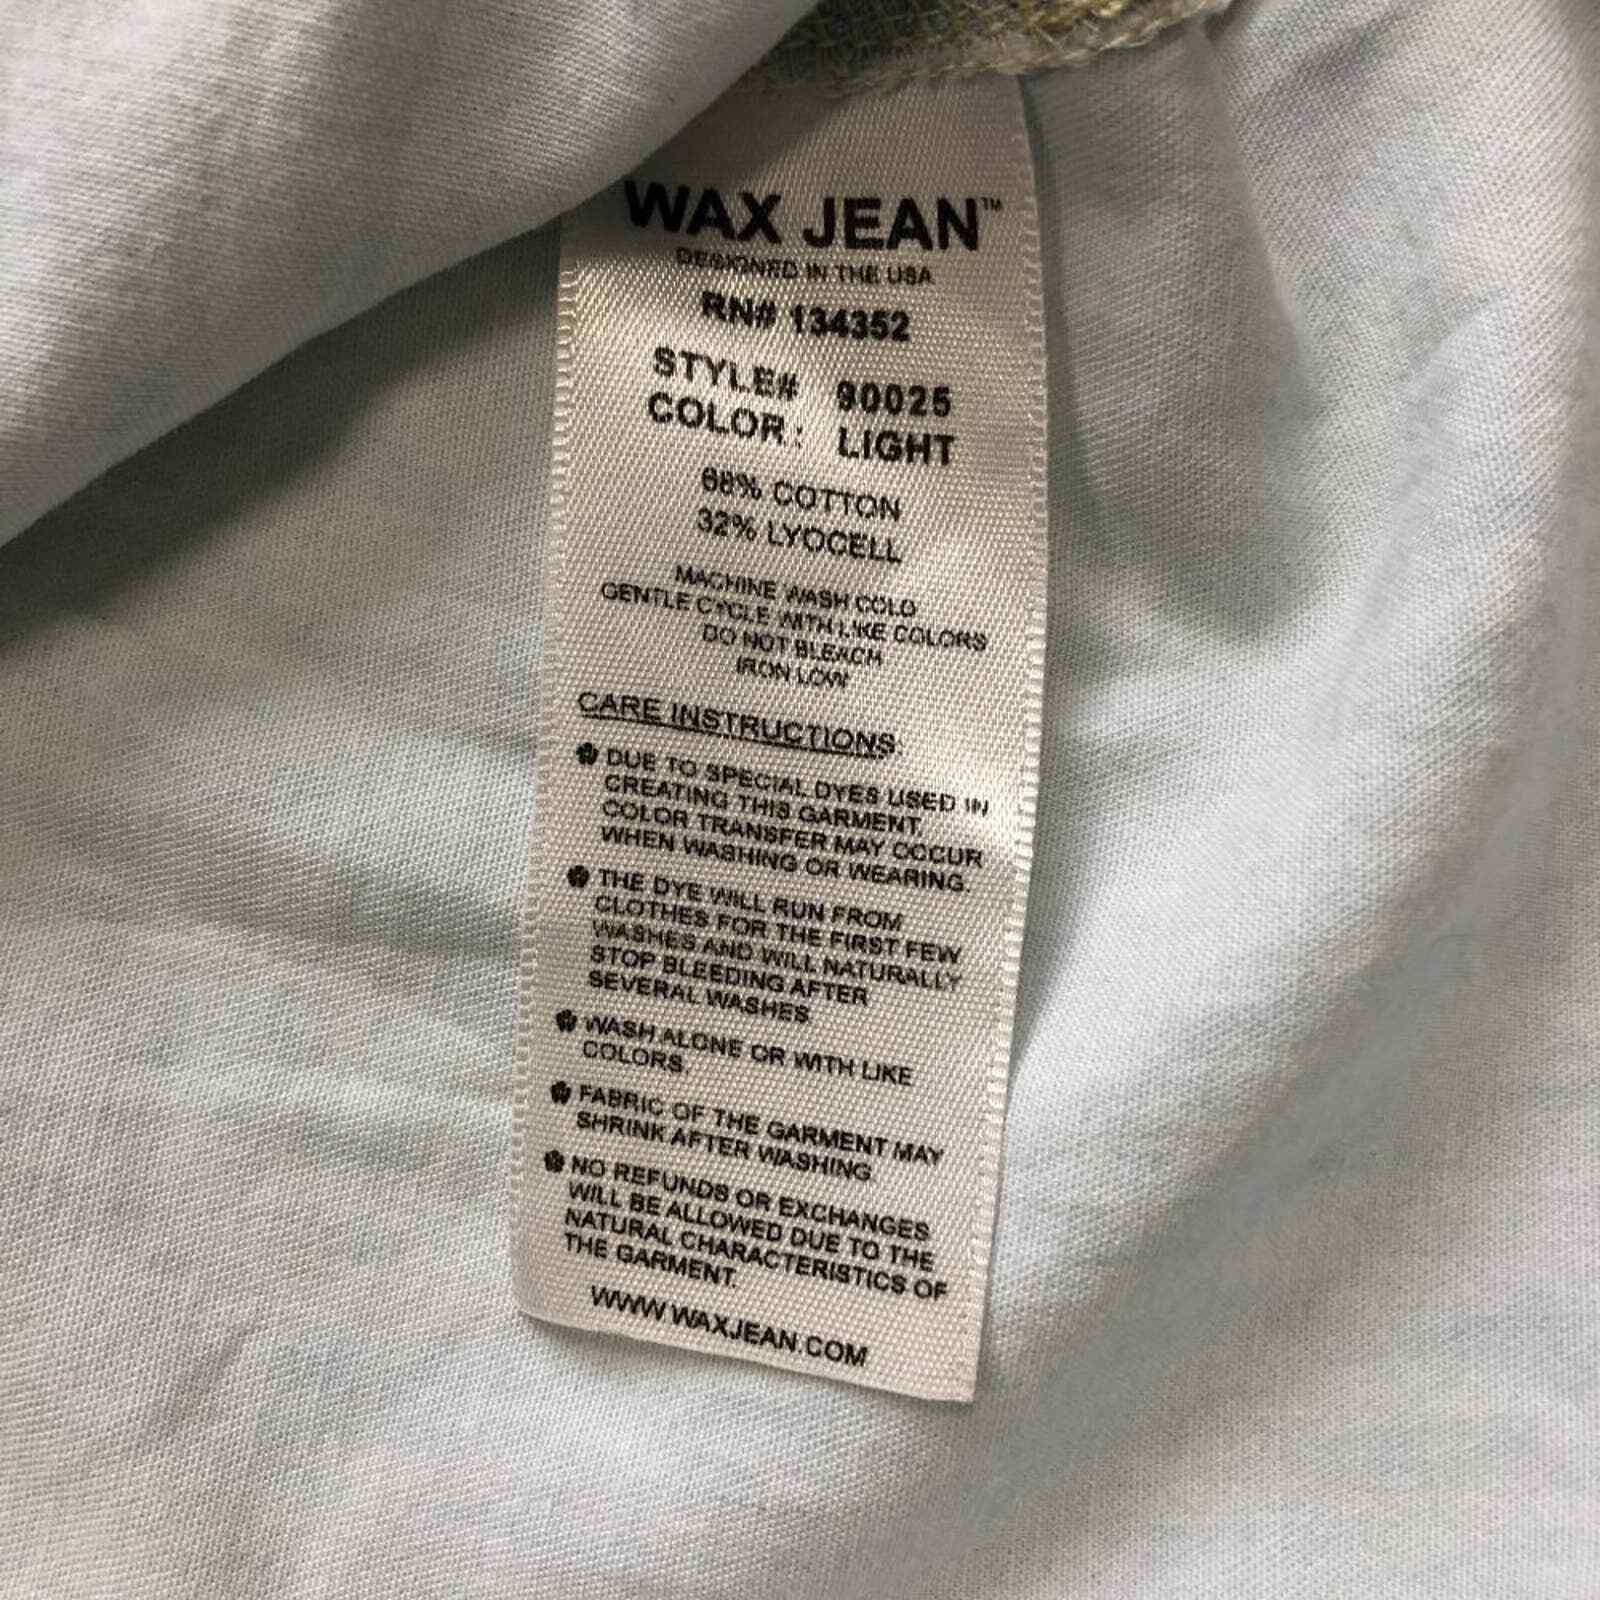 WAX JEAN™
DESIGNED IN THE USA
RN# 134352
STYLE# 90025
COLOR: LIGHT
68% COTTON
32% LYOCELL
MACHINE WASH COLD
GENTLE CYCLE WITH LIKE COLORS
DO NOT BLEACH
IRON LOW
CARE INSTRUCTIONS:
DUE TO SPECIAL DYES USED IN
CREATING THIS GARMENT,
COLOR TRANSFER MAY OCCUR
WHEN WASHING OR WEARING.
THE DYE WILL RUN FROM
CLOTHES FOR THE FIRST FEW
WASHES AND WILL NATURALLY
STOP BLEEDING AFTER
SEVERAL WASHES.
WASH ALONE OR WITH LIKE
COLORS.
FABRIC OF THE GARMENT MAY
SHRINK AFTER WASHING.
NO REFUNDS OR EXCHANGES
WILL BE ALLOWED DUE TO THE
NATURAL CHARACTERISTICS OF
THE GARMENT.
WWW.WAXJEAN.COM